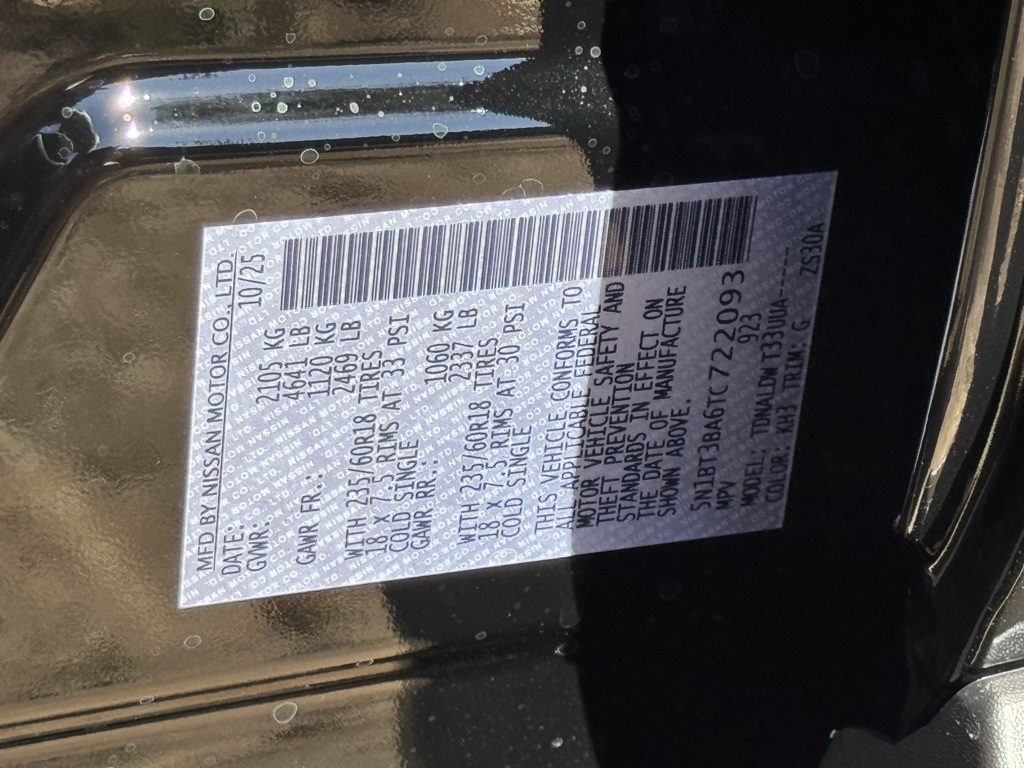 MFD BY NISSAN MOTOR CO., LTD.
DATE: 10/25
GVWR: 2105 KG
4641 LB
GAWR FR.: 1120 KG
2469 LB
WITH 235/60R18 TIRES
18 X 7.5 RIMS AT 33 PSI
COLD SINGLE
GAWR RR.: 1060 KG
2337 LB
WITH 235/60R18 TIRES
18 X 7.5 RIMS AT 30 PSI
COLD SINGLE
THIS VEHICLE CONFORMS TO
ALL APPLICABLE FEDERAL
MOTOR VEHICLE SAFETY AND
THEFT PREVENTION
STANDARDS IN EFFECT ON
THE DATE OF MANUFACTURE
SHOWN ABOVE.
5N1BT3BA6TC722093
MPV 923
MODEL: TDNALDW T33UUA------
COLOR: KH3 TRIM: G ZS30A